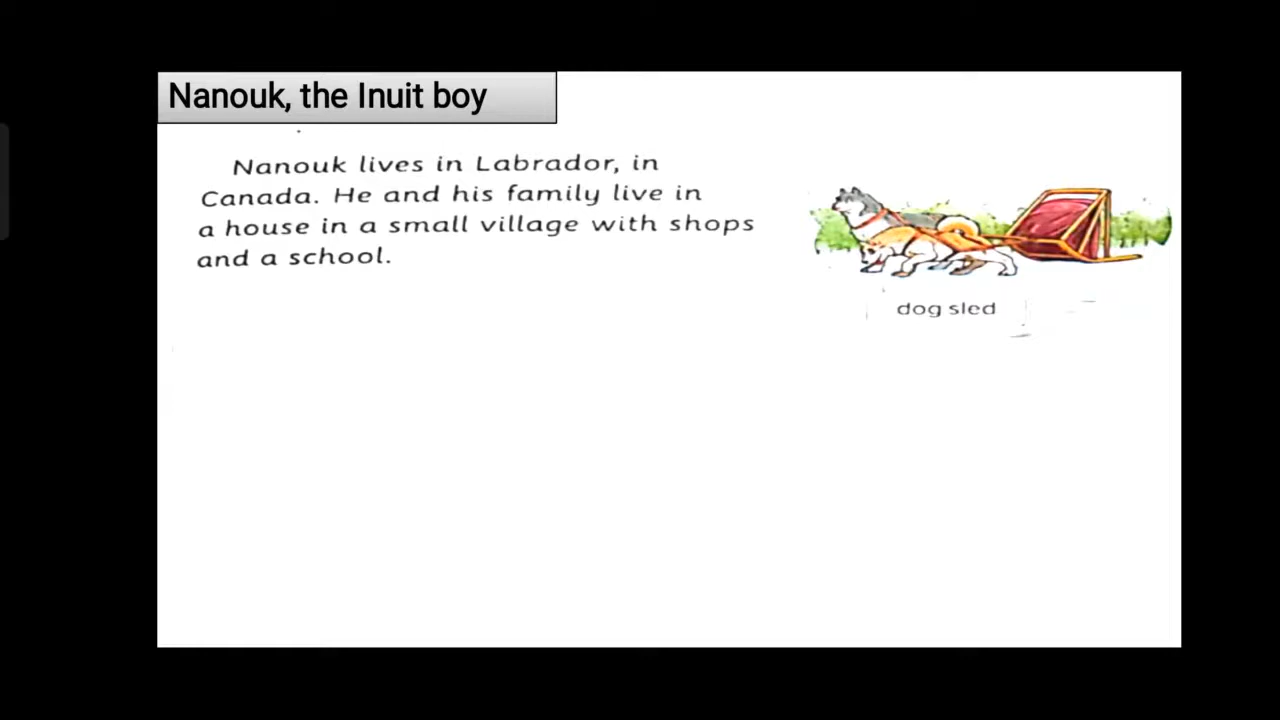 Nanouk, the Inuit boy
Nanouk lives in Labrador, in
Canada. He and his family live in
a house in a small village with shops
and a school.
dog sled